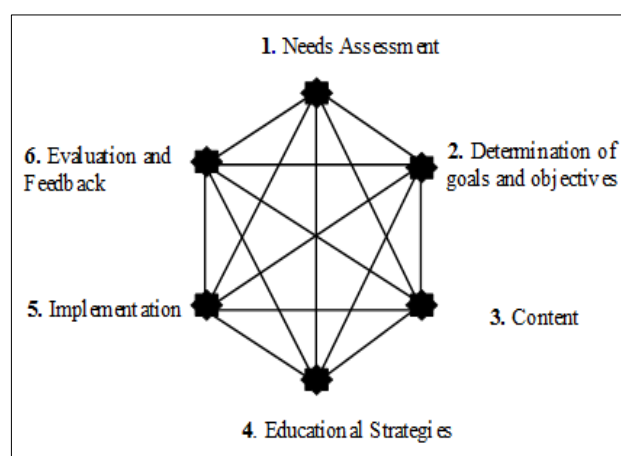 1. Needs Assessment
2. Determination of
goals and objectives
3. Content
4. Educational Strategies
5. Implementation
6. Evaluation and
Feedback